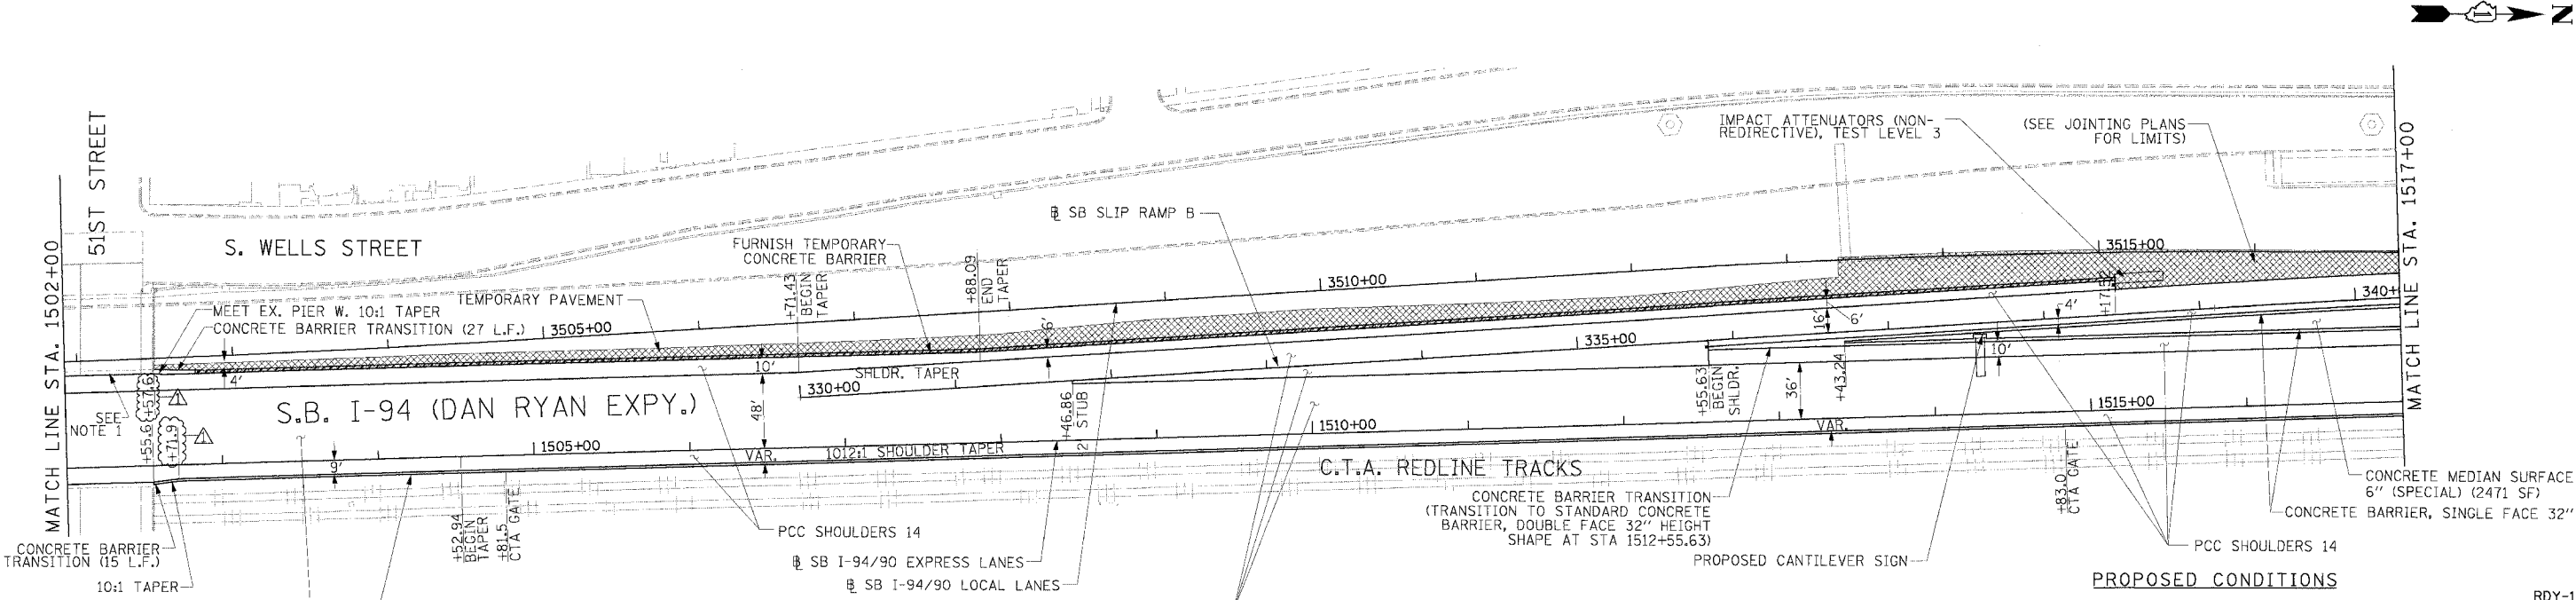 N
MATCH LINE STA. 1502+00
51ST STREET
S. WELLS STREET
MEET EX. PIER W. 10:1 TAPER
CONCRETE BARRIER TRANSITION (27 L.F.)
TEMPORARY PAVEMENT
3505+00
FURNISH TEMPORARY
CONCRETE BARRIER
+71.43
BEGIN
TAPER
+88.09
END
TAPER
℄ SB SLIP RAMP B
3510+00
IMPACT ATTENUATORS (NON-
REDIRECTIVE), TEST LEVEL 3
(SEE JOINTING PLANS
FOR LIMITS)
3515+00
MATCH LINE STA. 1517+00
+17.52
340+
4'
6'
16'
6'
10'
SHLDR. TAPER
330+00
335+00
4'
SEE
NOTE 1
+55.6
+57.6
+71.9
1
1
S.B. I-94 (DAN RYAN EXPY.)
48'
+46.86
2' STUB
+55.63
BEGIN
SHLDR.
36'
+43.24
10'
9'
1505+00
VAR.
1012:1 SHOULDER TAPER
1510+00
VAR.
1515+00
C.T.A. REDLINE TRACKS
+52.94
BEGIN
TAPER
+81.5
CTA GATE
+83.0
CTA GATE
CONCRETE BARRIER
TRANSITION (15 L.F.)
10:1 TAPER
PCC SHOULDERS 14
℄ SB I-94/90 EXPRESS LANES
℄ SB I-94/90 LOCAL LANES
CONCRETE BARRIER TRANSITION
(TRANSITION TO STANDARD CONCRETE
BARRIER, DOUBLE FACE 32" HEIGHT
SHAPE AT STA 1512+55.63)
PROPOSED CANTILEVER SIGN
CONCRETE MEDIAN SURFACE
6" (SPECIAL) (2471 SF)
CONCRETE BARRIER, SINGLE FACE 32"
PCC SHOULDERS 14
PROPOSED CONDITIONS
RDY-1